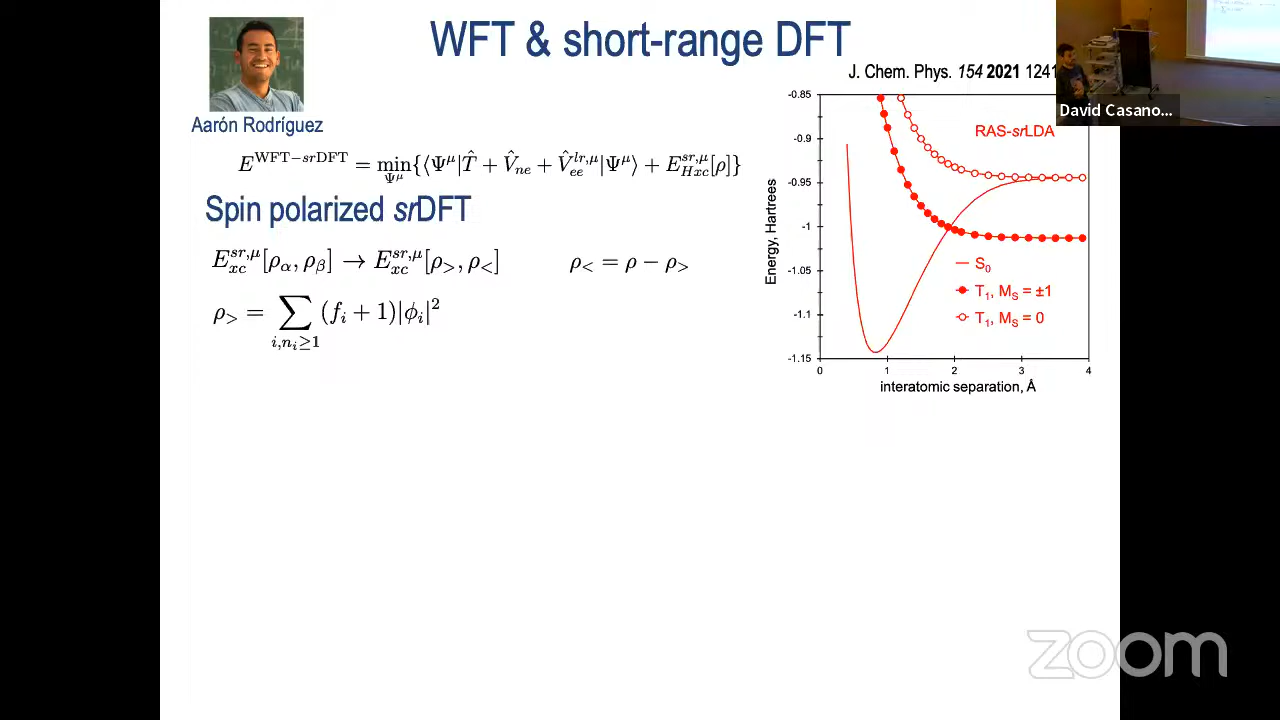 WFT & short-range DFT
J. Chem. Phys. 154 2021 1241
David Casano...
Aarón Rodríguez
E^{WFT−srDFT} = min_{Ψ^μ}{⟨Ψ^μ|T̂ + V̂_{ne} + V̂_{ee}^{lr,μ}|Ψ^μ⟩ + E_{Hxc}^{sr,μ}[ρ]}
Spin polarized srDFT
E_{xc}^{sr,μ}[ρ_α, ρ_β] → E_{xc}^{sr,μ}[ρ_>, ρ_<]
ρ_< = ρ − ρ_>
ρ_> = ∑_{i,n_i≥1} (f_i + 1)|ϕ_i|^2
RAS-srLDA
Energy, Hartrees
-0.85
-0.9
-0.95
-1
-1.05
-1.1
-1.15
S_0
T_1, M_S = ±1
T_1, M_S = 0
0 1 2 3 4
interatomic separation, Å
zoom